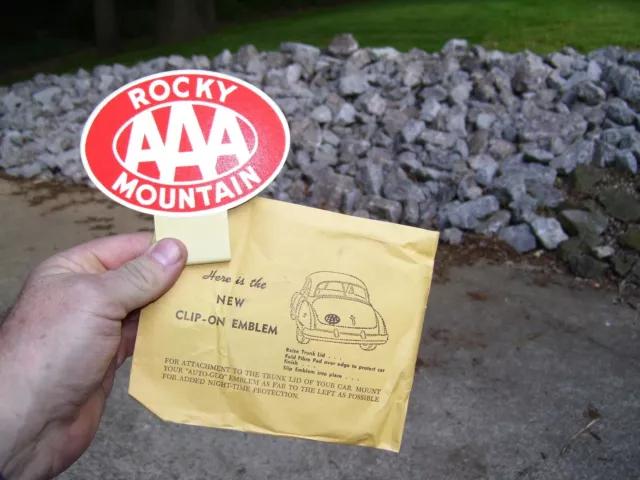 ROCKY
AAA
MOUNTAIN
Here is the
NEW
CLIP-ON EMBLEM
AAA
Raise Trunk Lid . . .
Fold Fibre Pad over edge to protect car
finish . . . .
Slip Emblem into place . . . .
FOR ATTACHMENT TO THE TRUNK LID OF YOUR CAR. MOUNT
YOUR "AUTO-GLO" EMBLEM AS FAR TO THE LEFT AS POSSIBLE
FOR ADDED NIGHT-TIME PROTECTION.